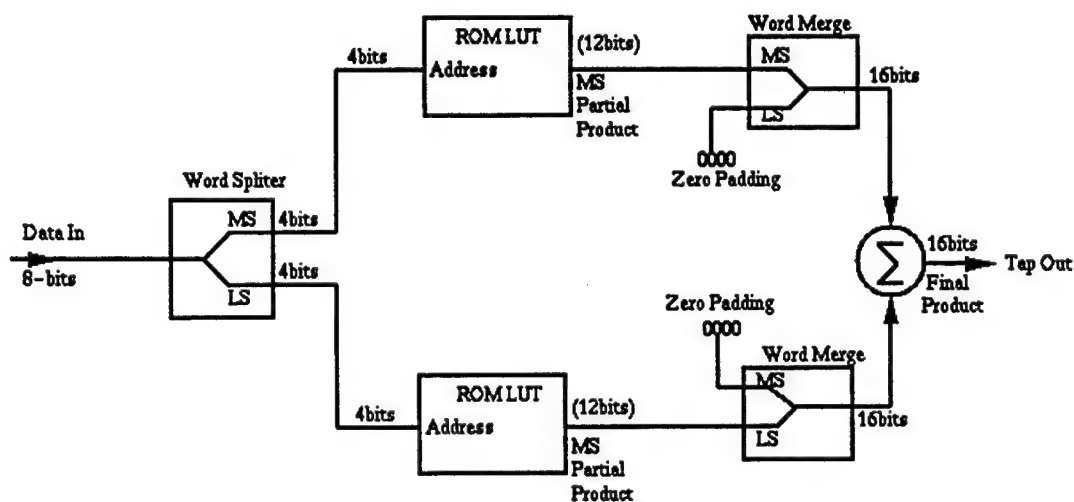 Word Merge
ROM LUT
(12bits)
4bits
Address
MS
16bits
MS
Partial
Product
LS
0000
Zero Padding
Word Spliter
MS
4bits
Data In
8-bits
4bits
LS
16bits
Σ
Tap Out
Final
Product
Zero Padding
0000
Word Merge
ROM LUT
(12bits)
MS
4bits
Address
LS
16bits
MS
Partial
Product